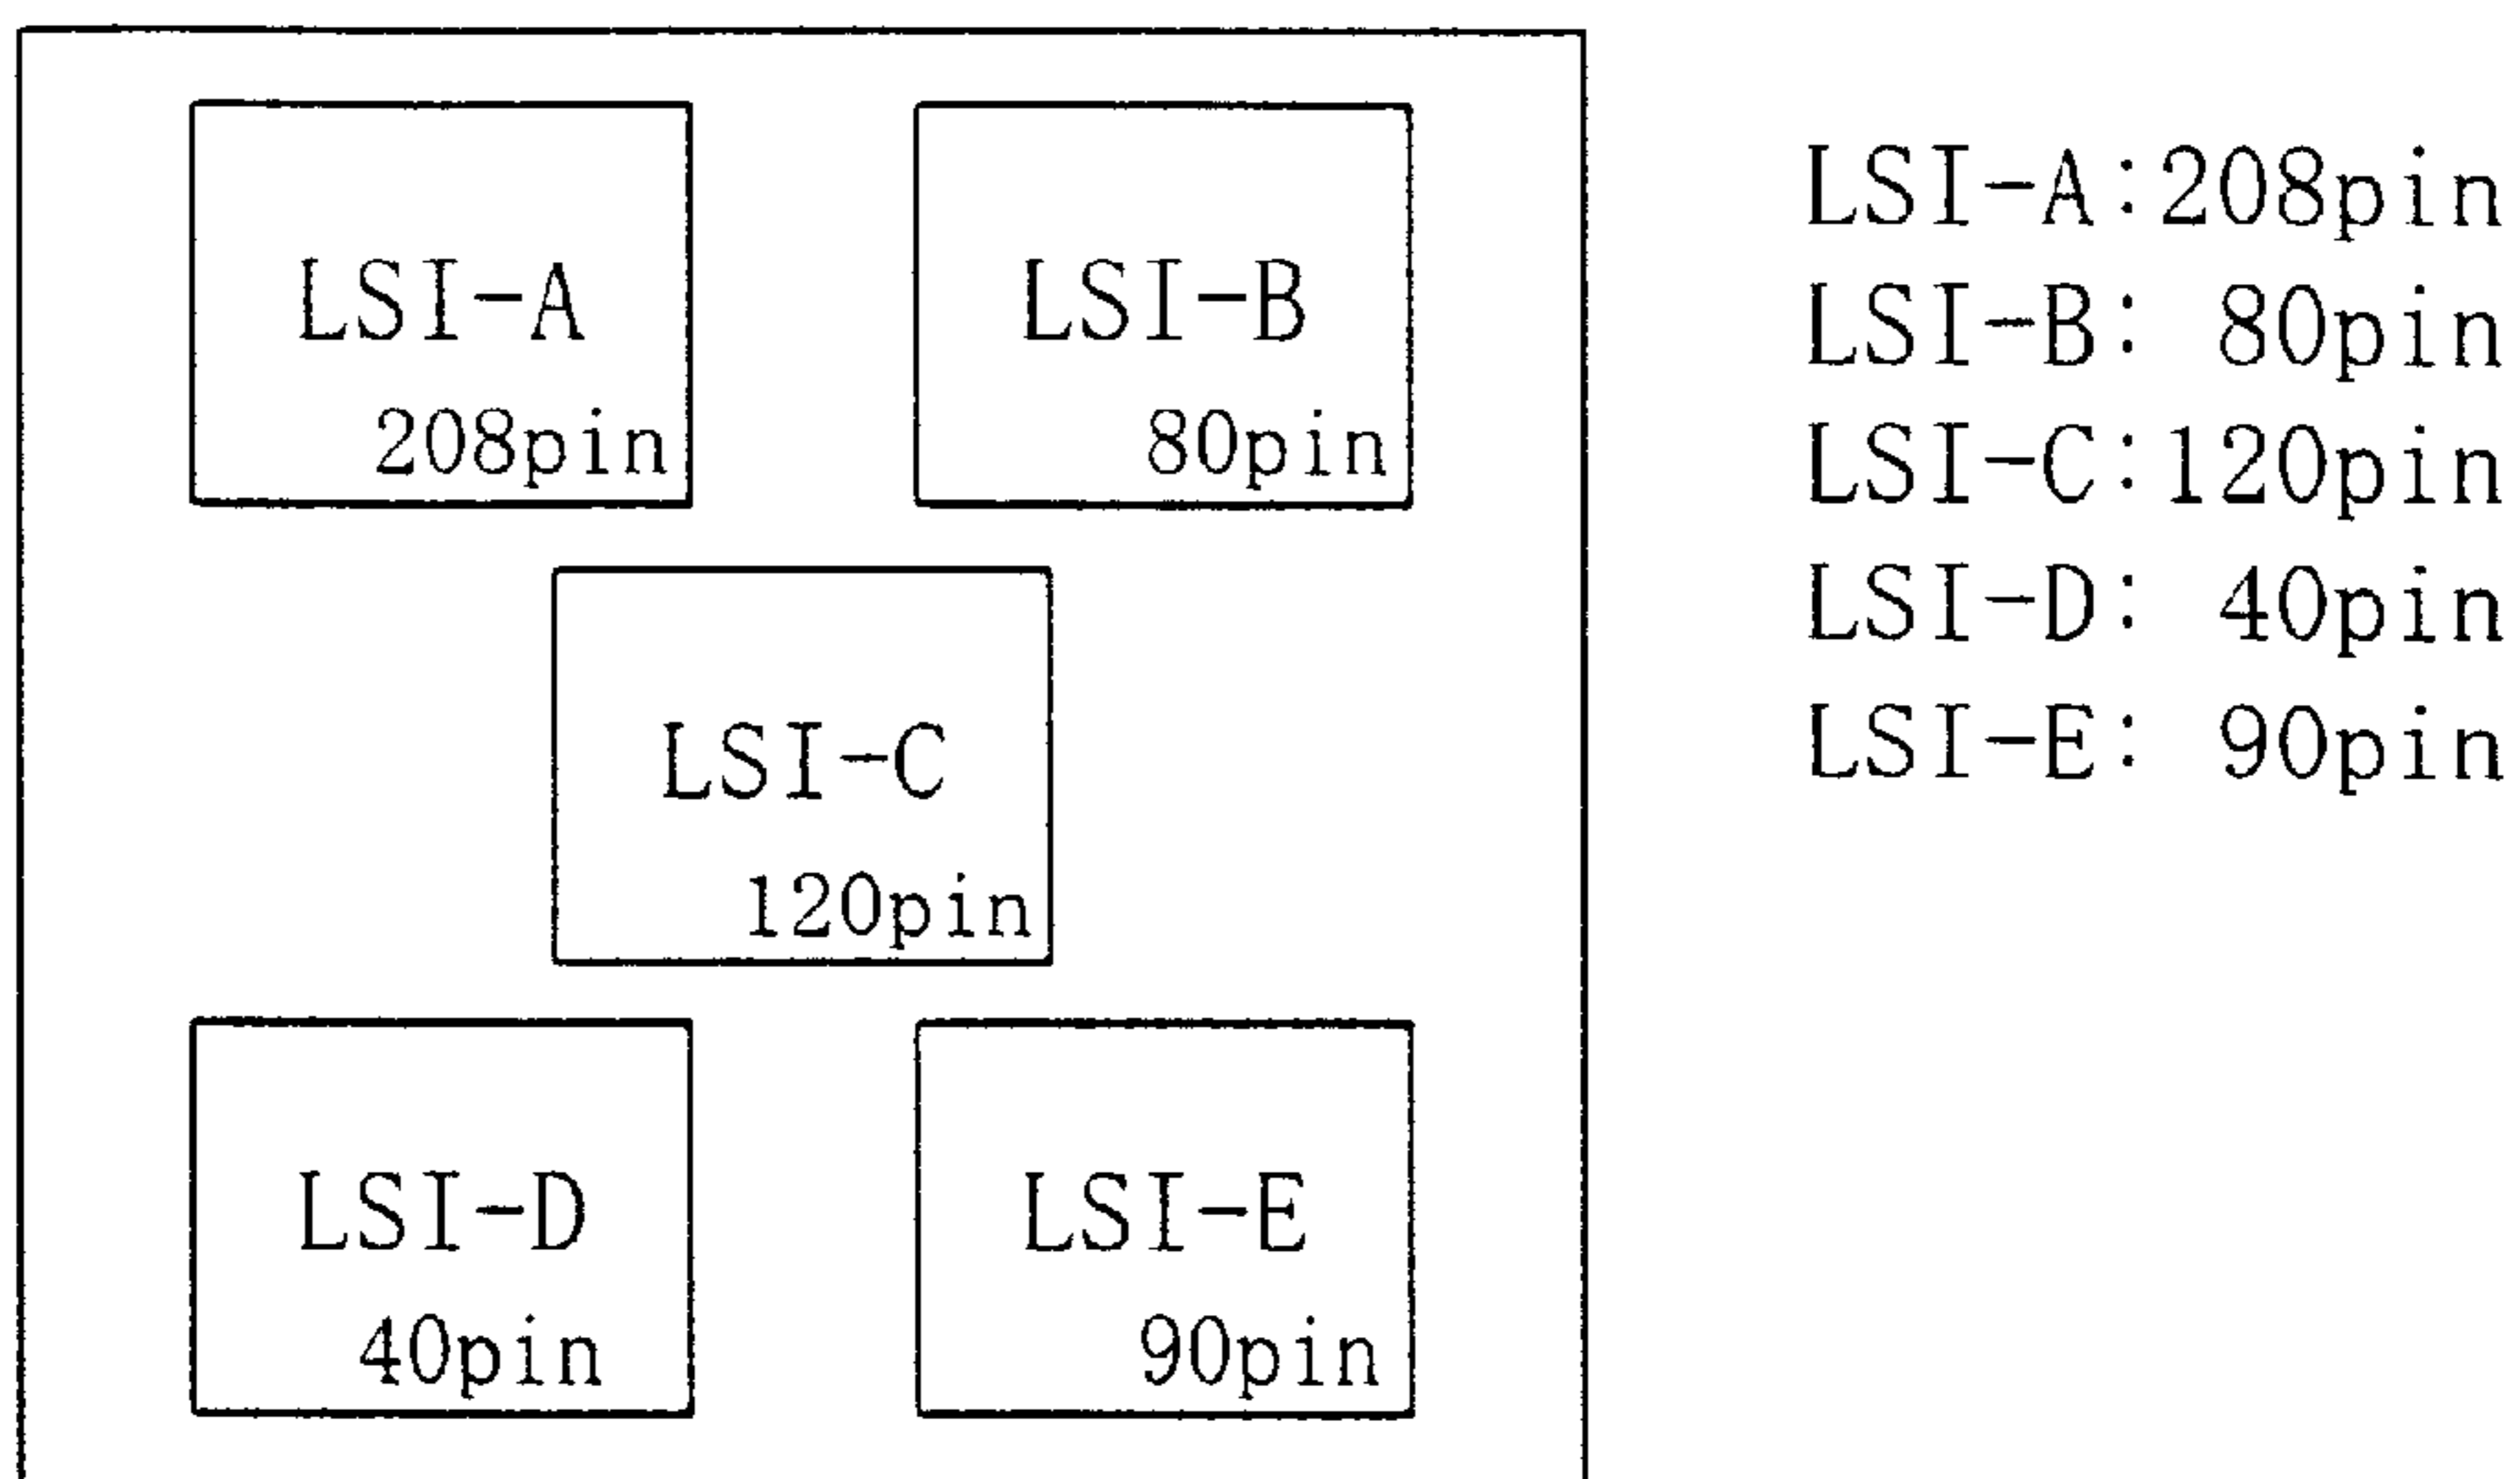 LSI-A
208pin
LSI-B
80pin
LSI-C
120pin
LSI-D
40pin
LSI-E
90pin
LSI-A:208pin
LSI-B: 80pin
LSI-C:120pin
LSI-D: 40pin
LSI-E: 90pin